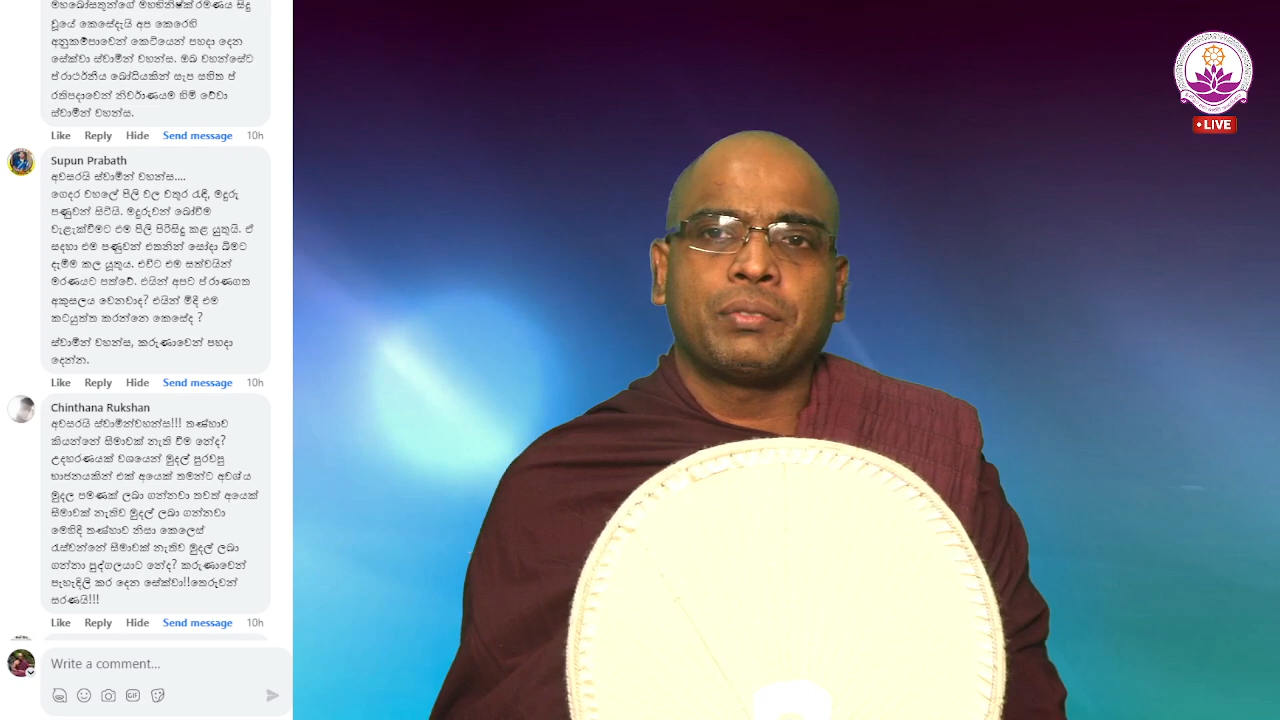 මහබෝසතුන්ගේ මහභිනිෂ්ක්‍රමණය සිදු
වූයේ කෙසේදැයි අප කෙරෙහි
අනුකම්පාවෙන් කෙටියෙන් පහදා දෙන
සේක්වා ස්වාමීන් වහන්ස. ඔබ වහන්සේට
ප්‍රාර්ථනීය බෝධියකින් සැප සහිත ප්‍
රතිපදාවෙන් නිර්වාණයම හිමි වේවා
ස්වාමීන් වහන්ස.
Like Reply Hide Send message 10h
Supun Prabath
අවසරයි ස්වාමීන් වහන්ස....
ගෙදර වහලේ පිලි වල වතුර රැඳී, මදුරු
පණුවන් සිටියි. මදුරුවන් බෝවීම
වැළැක්වීමට එම පිලි පිරිසිදු කළ යුතුයි. ඒ
සඳහා එම පණුවන් එකතින් සෝදා බිමට
දැමීම කල යූතුය. එවිට එම සත්වයින්
මරණයට පත්වේ. එයින් අපට ප්‍රාණගත
අකුසලය වෙනවාද? එයින් මිදී එම
කටයුත්ත කරන්නෙ කෙසේද ?
ස්වාමීන් වහන්ස, කරුණාවෙන් පහදා
දෙන්න.
Like Reply Hide Send message 10h
Chinthana Rukshan
අවසරයි ස්වාමීන්වහන්ස!!! තණ්හාව
කියන්නේ සීමාවක් නැති වීම නේද?
උදහරණයක් වශයෙන් මුදල් පුරවපු
භාජනයකින් එක් අයෙක් තමන්ට අවශ්‍ය
මුදල පමණක් ලබා ගන්නවා තවත් අයෙක්
සීමාවක් නැතිව මුදල් ලබා ගන්නවා
මෙහිදි තණ්හාව නිසා කෙලෙස්
රැස්වන්නේ සීමාවක් නැතිව මුදල් ලබා
ගන්නා පුද්ගලයාට නේද? කරුණාවෙන්
පැහැදිලි කර දෙන සේක්වා!!තෙරුවන්
සරණයි!!!
Like Reply Hide Send message 10h
Write a comment...
GIF
LIVE